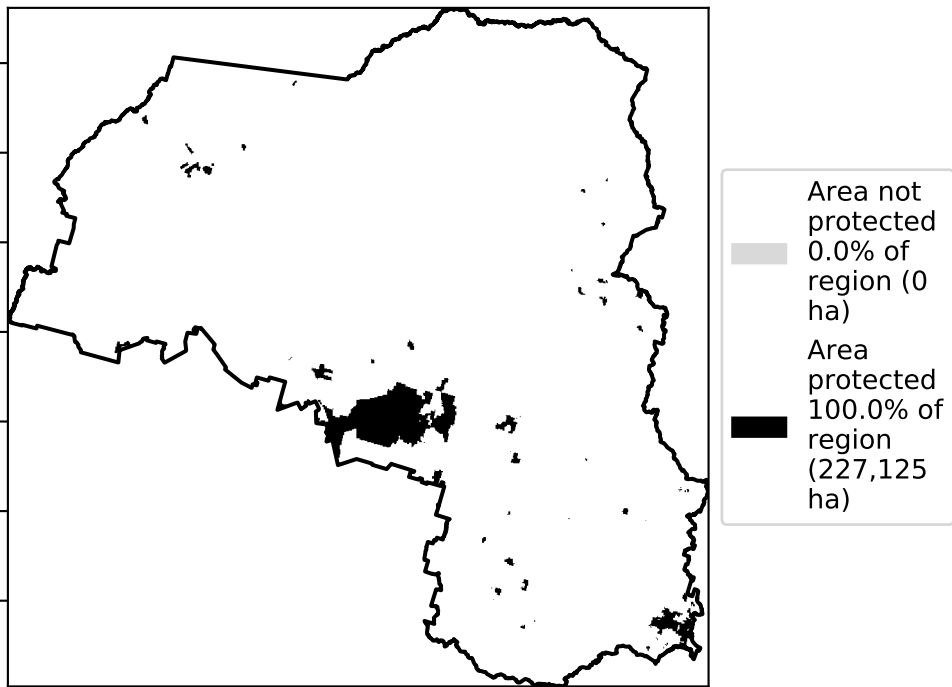 Area not
protected
0.0% of
region (0
ha)
Area
protected
100.0% of
region
(227,125
ha)